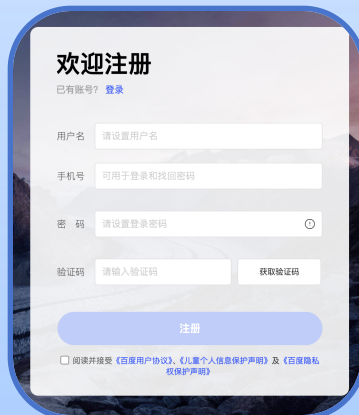 欢迎注册
已有账号? 登录
用户名 请设置用户名
手机号 可用于登录和找回密码
密 码 请设置登录密码
验证码 请输入验证码 获取验证码
注册
阅读并接受《百度用户协议》、《儿童个人信息保护声明》及《百度隐私
权保护声明》